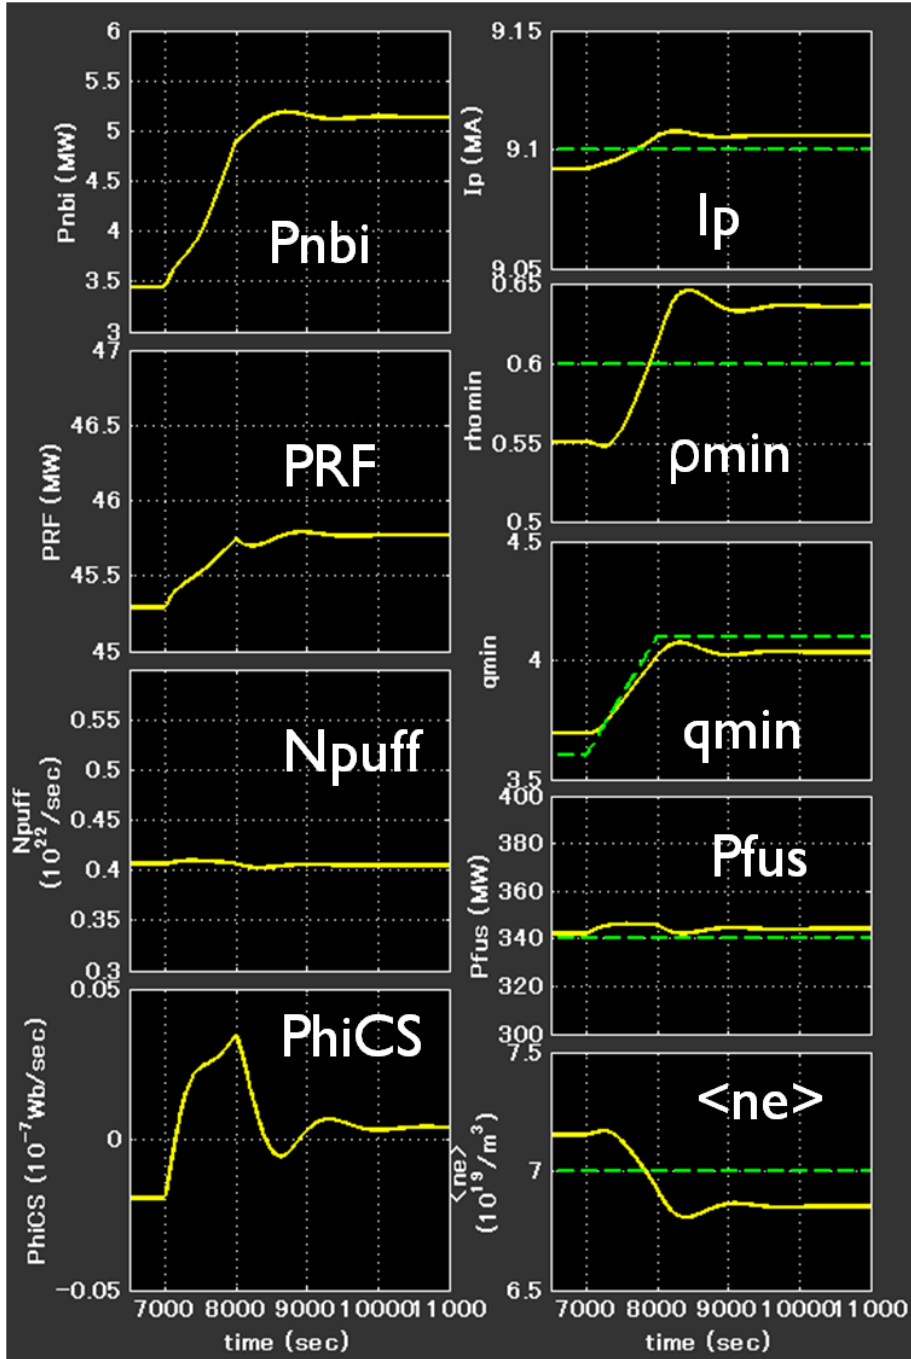 6
5.5
5
4.5
4
3.5
3
Pnbi (MW)
Pnbi
47
46.5
46
45.5
45
PRF (MW)
PRF
0.55
0.5
0.45
0.4
0.35
0.3
Npuff
(10^22/sec)
Npuff
0.05
0
-0.05
PhiCS (10^-7Wb/sec)
PhiCS
7000 8000 9000 10000 11000
time (sec)
9.15
9.1
9.05
Ip (MA)
Ip
0.65
0.6
0.55
0.5
rhomin
ρmin
4.5
4
3.5
qmin
qmin
400
380
360
340
320
300
Pfus (MW)
Pfus
7.5
7
6.5
<ne>
(10^19/m^3)
<ne>
7000 8000 9000 10000 11000
time (sec)